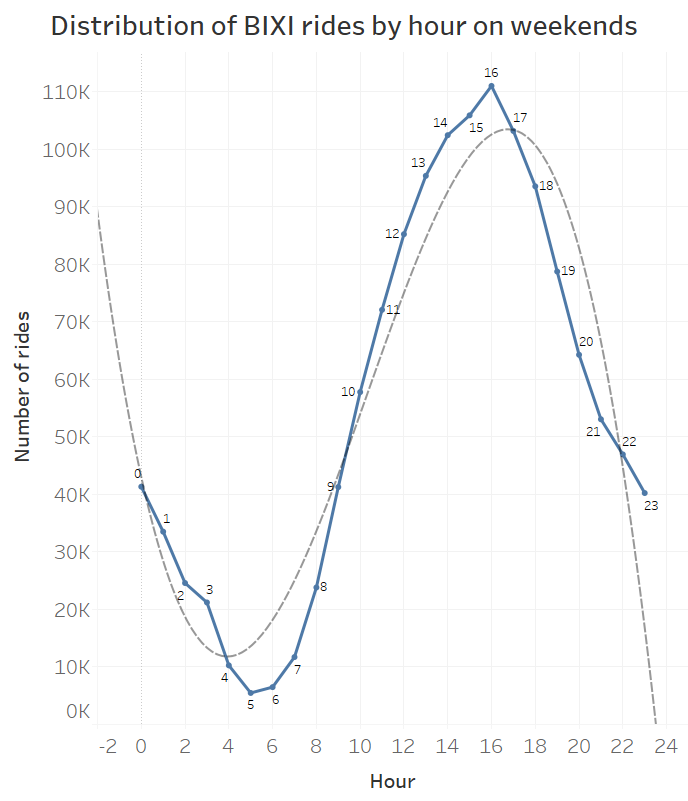 Distribution of BIXI rides by hour on weekends
Number of rides
110K
100K
90K
80K
70K
60K
50K
40K
30K
20K
10K
0K
0
1
2
3
4
5
6
7
8
9
10
11
12
13
14
15
16
17
18
19
20
21
22
23
-2 0 2 4 6 8 10 12 14 16 18 20 22 24
Hour